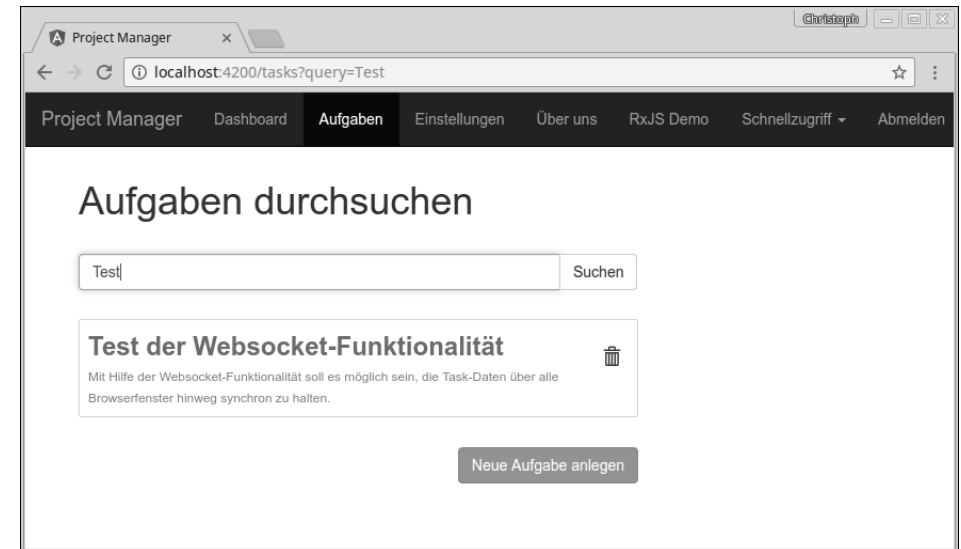 Christoph
Project Manager
localhost:4200/tasks?query=Test
Project Manager Dashboard Aufgaben Einstellungen Über uns RxJS Demo Schnellzugriff Abmelden
Aufgaben durchsuchen
Test Suchen
Test der Websocket-Funktionalität
Mit Hilfe der Websocket-Funktionalität soll es möglich sein, die Task-Daten über alle
Browserfenster hinweg synchron zu halten.
Neue Aufgabe anlegen